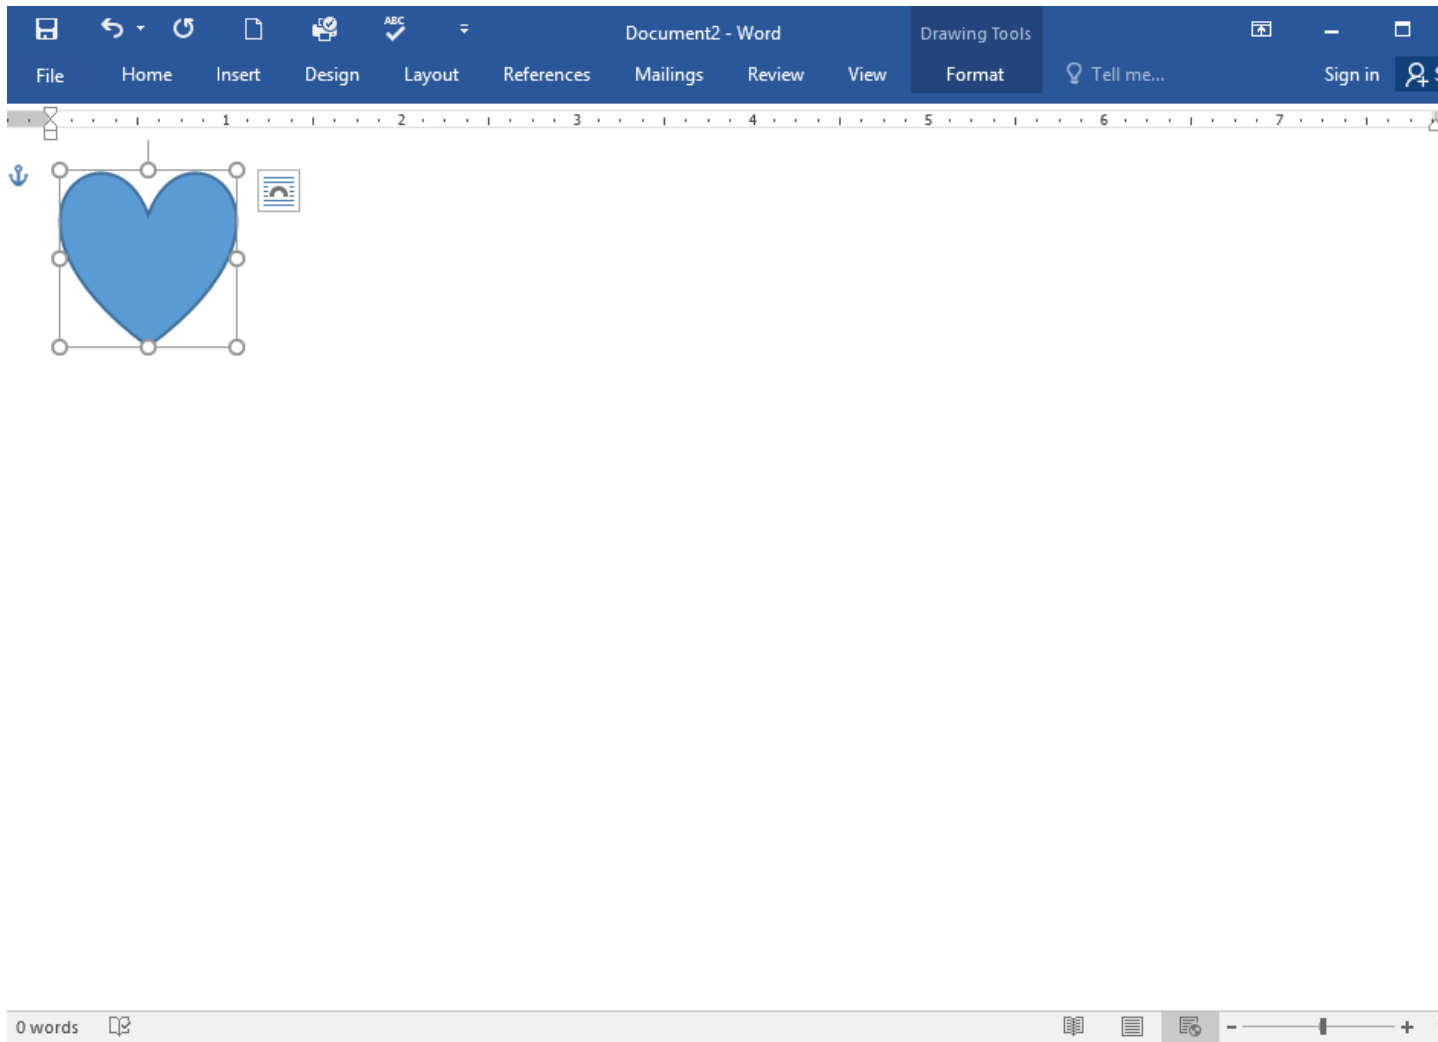 ABC
Document2 - Word
Drawing Tools
File Home Insert Design Layout References Mailings Review View Format Tell me... Sign in
1 2 3 4 5 6 7
0 words